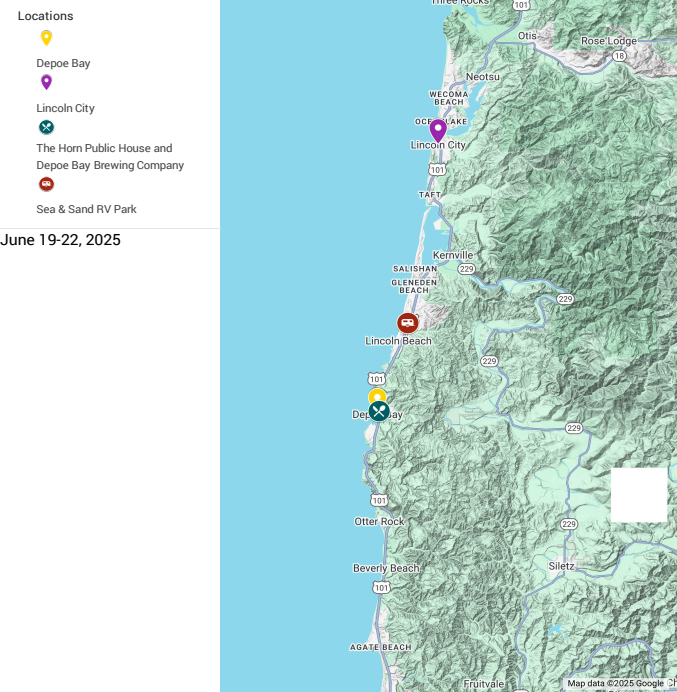 Locations
Depoe Bay
Lincoln City
The Horn Public House and
Depoe Bay Brewing Company
Sea & Sand RV Park
June 19-22, 2025
Three Rocks
101
Otis
Rose Lodge
18
Neotsu
WECOMA
BEACH
Lincoln City
101
TAFT
Kernville
SALISHAN
229
GLENEDEN
BEACH
229
Lincoln Beach
229
101
229
101
Otter Rock
229
Siletz
Beverly Beach
101
AGATE BEACH
Fruitvale
Map data ©2025 Google